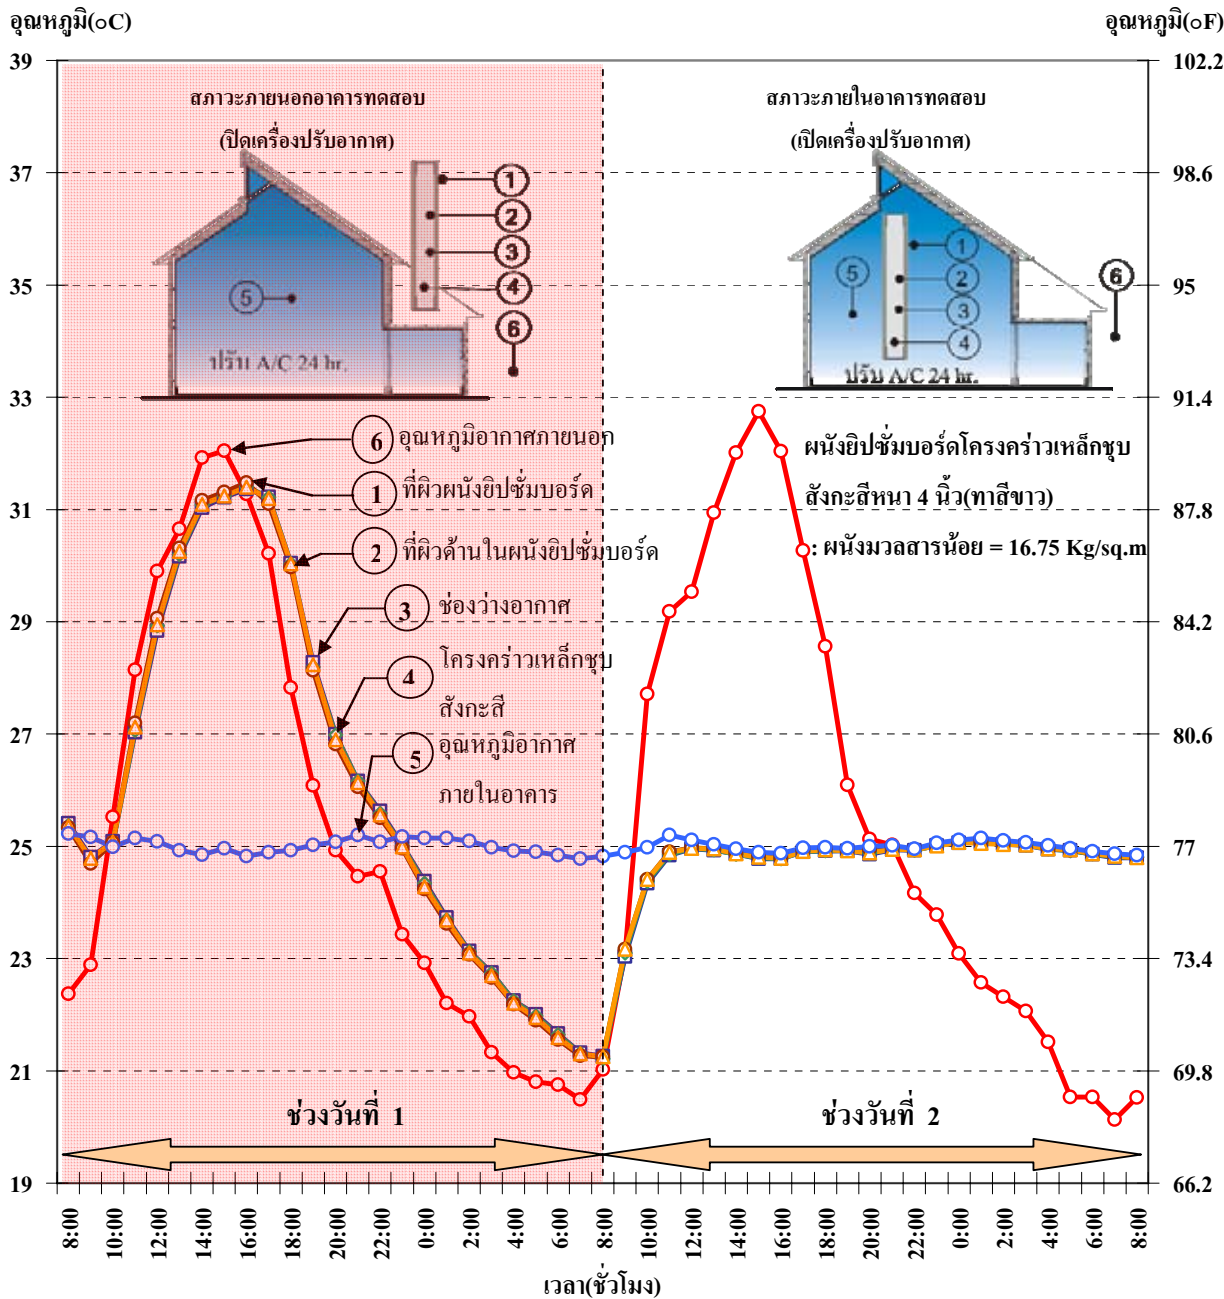 อุณหภูมิ(oC)
อุณหภูมิ(oF)
39
37
35
33
31
29
27
25
23
21
19
102.2
98.6
95
91.4
87.8
84.2
80.6
77
73.4
69.8
66.2
สภาวะภายนอกอาคารทดสอบ
(ปิดเครื่องปรับอากาศ)
1
2
3
4
5
6
ปรับ A/C 24 hr.
สภาวะภายในอาคารทดสอบ
(เปิดเครื่องปรับอากาศ)
1
2
3
4
5
6
ปรับ A/C 24 hr.
6 อุณหภูมิอากาศภายนอก
1 ที่ผิวผนังยิปซั่มบอร์ด
2 ที่ผิวด้านในผนังยิปซั่มบอร์ด
3 ช่องว่างอากาศ
4 โครงคร่าวเหล็กชุบ
สังกะสี
5 อุณหภูมิอากาศ
ภายในอาคาร
ผนังยิปซั่มบอร์ดโครงคร่าวเหล็กชุบ
สังกะสีหนา 4 นิ้ว(ทาสีขาว)
: ผนังมวลสารน้อย = 16.75 Kg/sq.m
ช่วงวันที่ 1
ช่วงวันที่ 2
8:00
10:00
12:00
14:00
16:00
18:00
20:00
22:00
0:00
2:00
4:00
6:00
8:00
10:00
12:00
14:00
16:00
18:00
20:00
22:00
0:00
2:00
4:00
6:00
8:00
เวลา(ชั่วโมง)